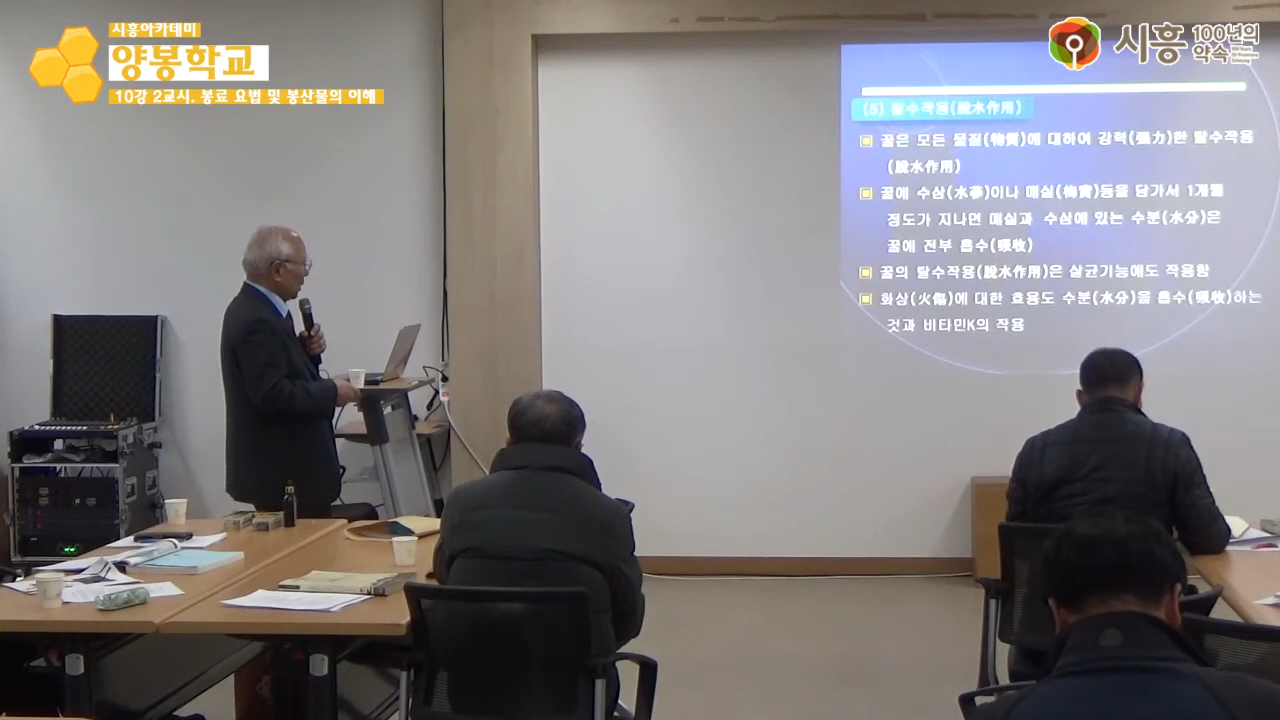 시흥아카데미
양봉학교
10강 2교시. 봉료 요법 및 봉산물의 이해
시흥 100년의
약속
(5) 탈수작용(脫水作用)
꿀은 모든 물질(物質)에 대하여 강력(强力)한 탈수작용
(脫水作用)
꿀에 수삼(水蔘)이나 매실(梅實)등을 담가서 1개월
정도가 지나면 매실과 수삼에 있는 수분(水分)은
꿀에 전부 흡수(吸收)
꿀의 탈수작용(脫水作用)은 살균기능에도 작용함
화상(火傷)에 대한 효용도 수분(水分)을 흡수(吸收)하는
것과 비타민K의 작용